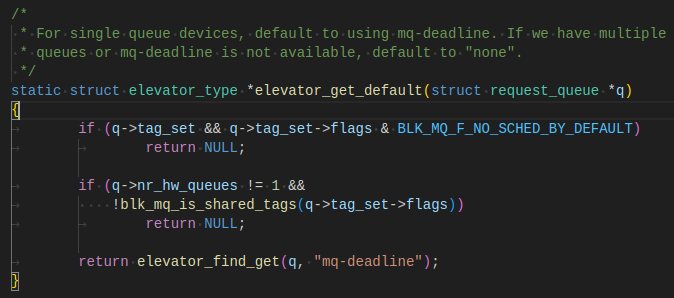 /*
 * For single queue devices, default to using mq-deadline. If we have multiple
 * queues or mq-deadline is not available, default to "none".
 */
static struct elevator_type *elevator_get_default(struct request_queue *q)
{
        if (q->tag_set && q->tag_set->flags & BLK_MQ_F_NO_SCHED_BY_DEFAULT)
                return NULL;

        if (q->nr_hw_queues != 1 &&
            !blk_mq_is_shared_tags(q->tag_set->flags))
                return NULL;

        return elevator_find_get(q, "mq-deadline");
}